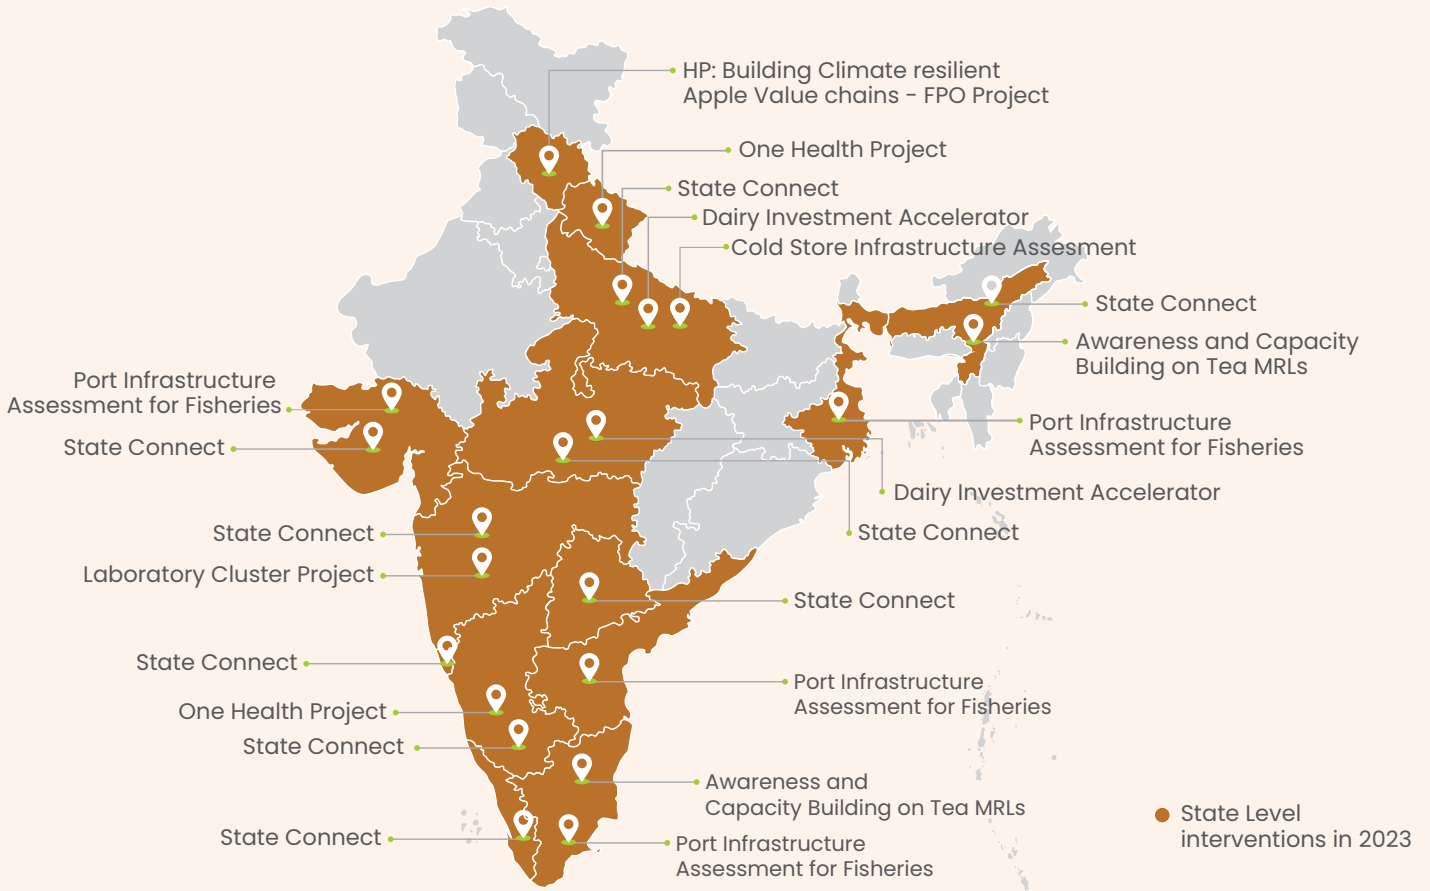 HP: Building Climate resilient
Apple Value chains - FPO Project
One Health Project
State Connect
Dairy Investment Accelerator
Cold Store Infrastructure Assesment
State Connect
Awareness and Capacity
Building on Tea MRLs
Port Infrastructure
Assessment for Fisheries
Dairy Investment Accelerator
State Connect
State Connect
Port Infrastructure
Assessment for Fisheries
Awareness and
Capacity Building on Tea MRLs
Port Infrastructure
Assessment for Fisheries
Port Infrastructure
Assessment for Fisheries
State Connect
State Connect
Laboratory Cluster Project
State Connect
One Health Project
State Connect
State Connect
State Level
interventions in 2023